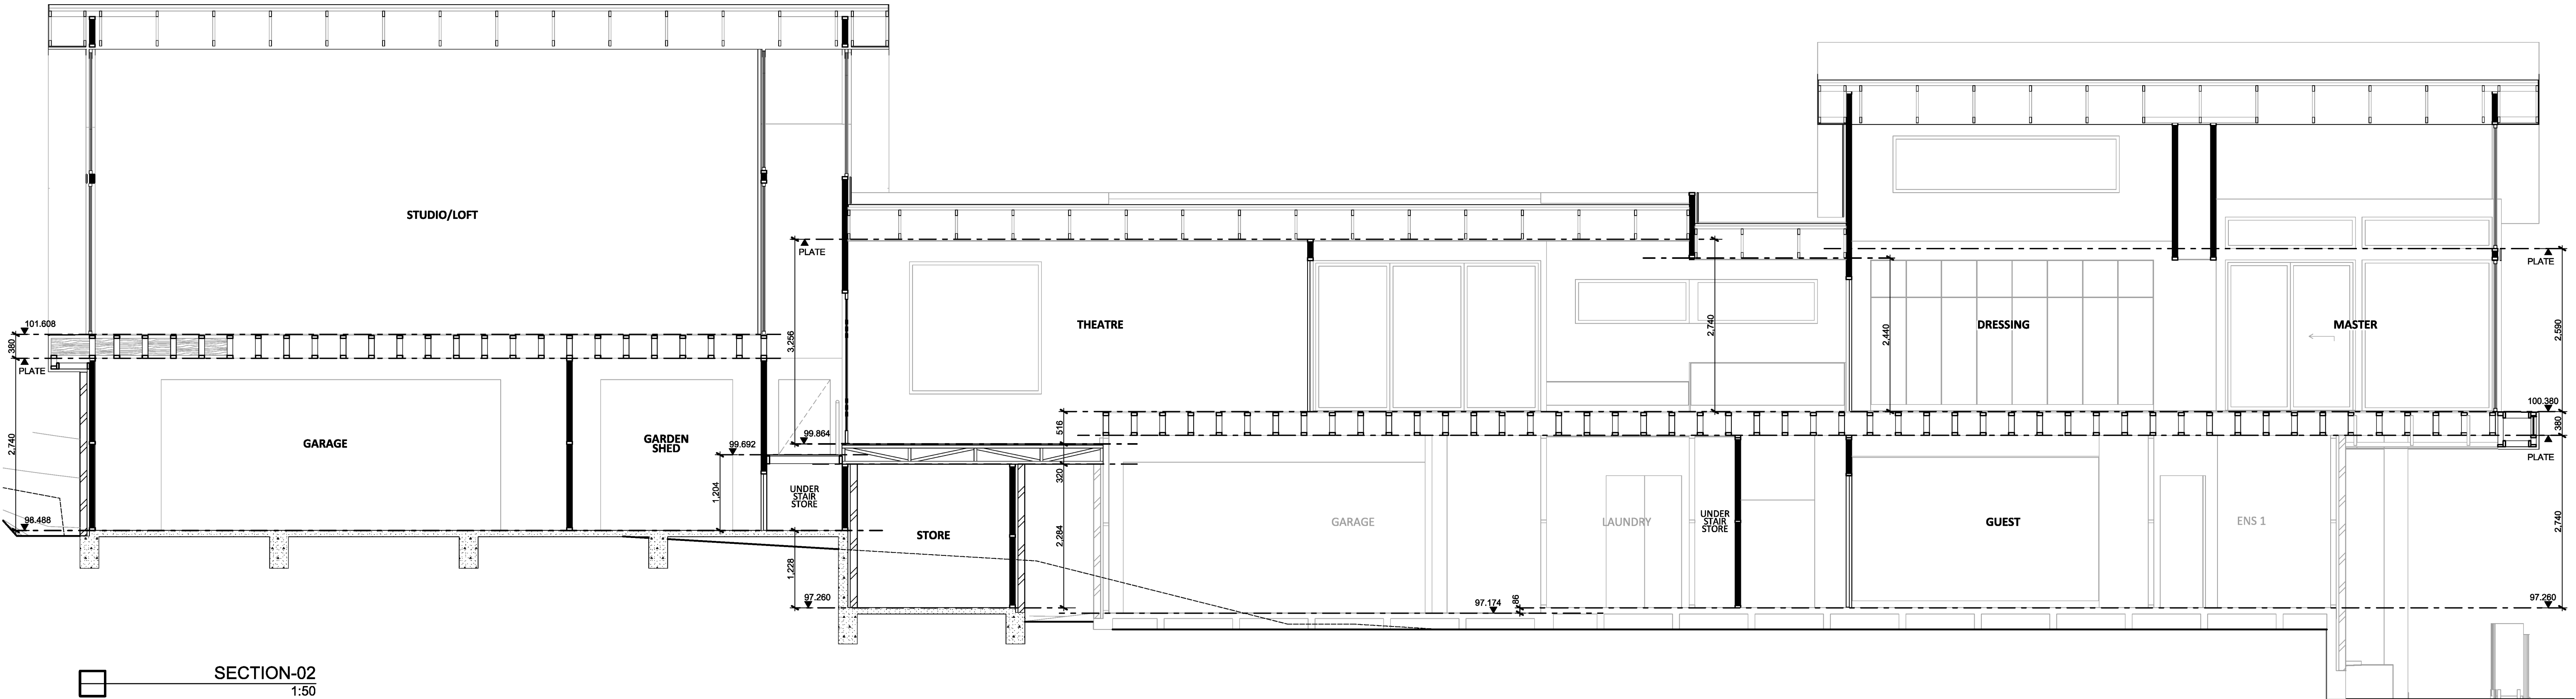 STUDIO/LOFT
PLATE
PLATE
101.608
380
3,256
THEATRE
2,740
2,440
DRESSING
MASTER
2,590
PLATE
100.380
380
GARAGE
GARDEN
SHED
99.692
99.864
516
PLATE
2,740
98.488
1,204
UNDER
STAIR
STORE
320
STORE
2,284
GARAGE
LAUNDRY
UNDER
STAIR
STORE
GUEST
ENS 1
2,740
1,228
97.260
97.174
86
97.260
SECTION-02
1:50